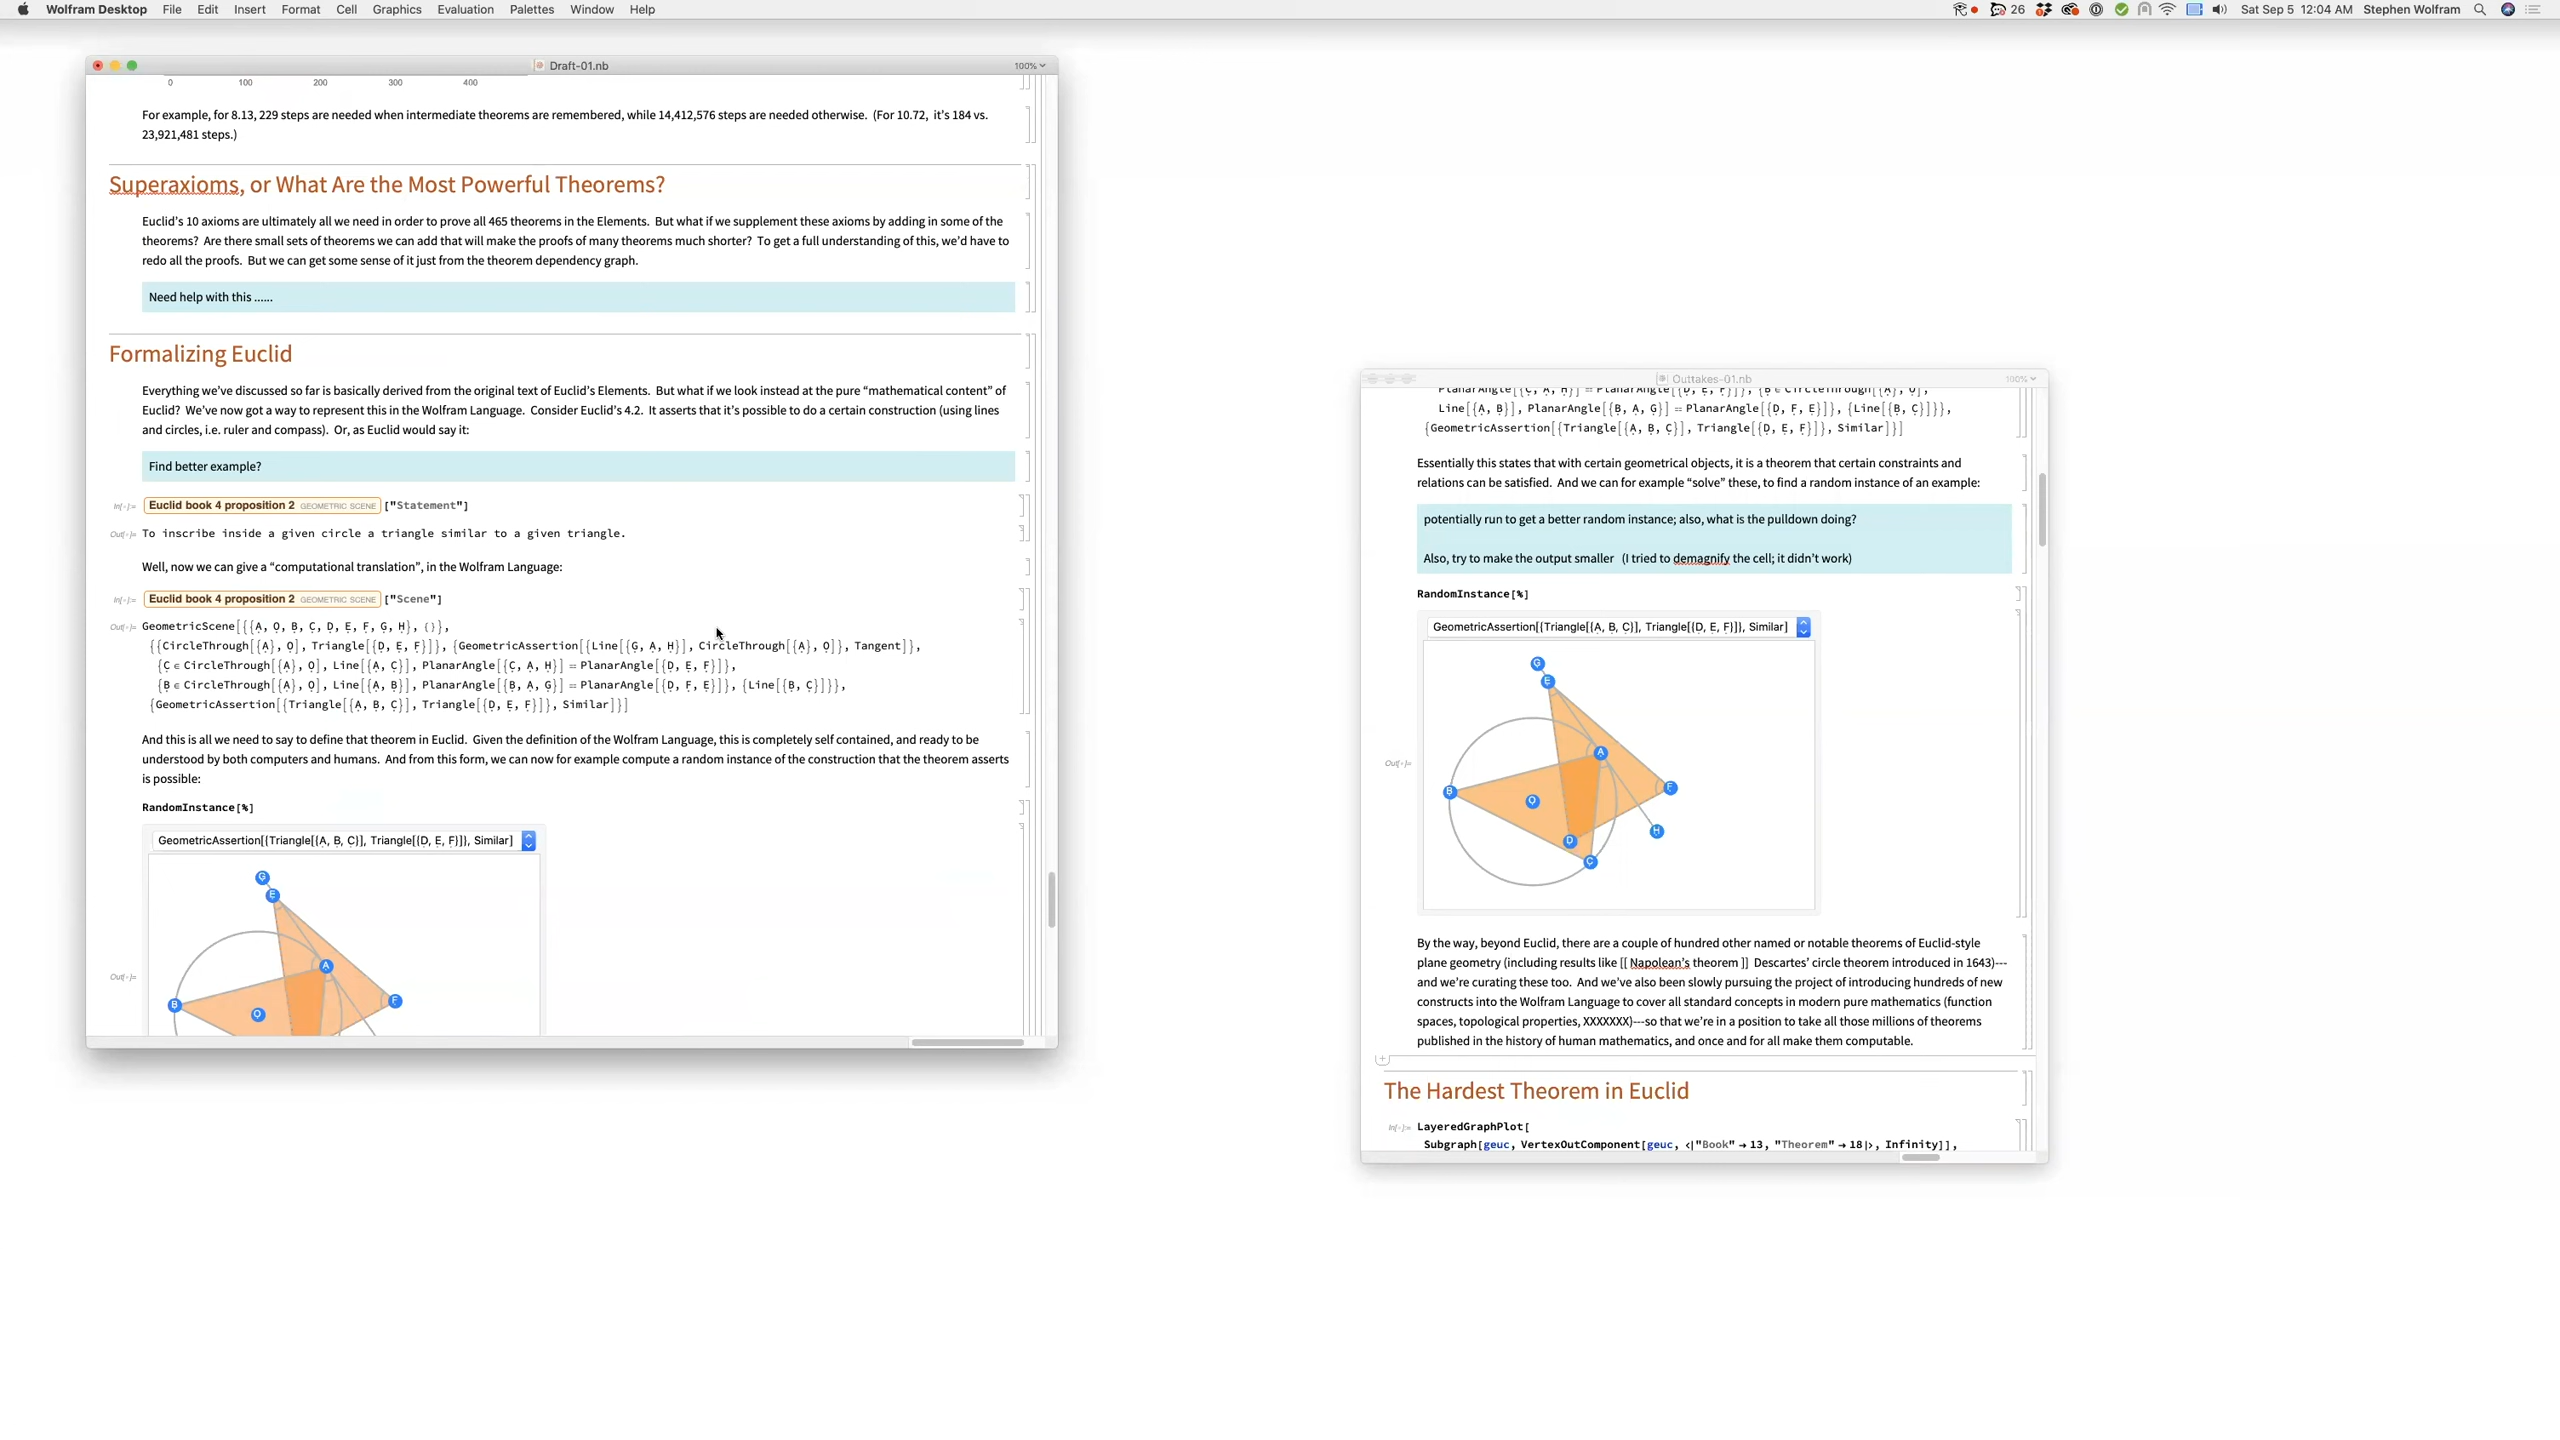 Wolfram Desktop File Edit Insert Format Cell Graphics Evaluation Palettes Window Help
26 Sat Sep 5 12:04 AM Stephen Wolfram
Draft-01.nb
100%
0 100 200 300 400
For example, for 8.13, 229 steps are needed when intermediate theorems are remembered, while 14,412,576 steps are needed otherwise. (For 10.72, it's 184 vs.
23,921,481 steps.)
Superaxioms, or What Are the Most Powerful Theorems?
Euclid's 10 axioms are ultimately all we need in order to prove all 465 theorems in the Elements. But what if we supplement these axioms by adding in some of the
theorems? Are there small sets of theorems we can add that will make the proofs of many theorems much shorter? To get a full understanding of this, we'd have to
redo all the proofs. But we can get some sense of it just from the theorem dependency graph.
Need help with this ......
Formalizing Euclid
Everything we've discussed so far is basically derived from the original text of Euclid's Elements. But what if we look instead at the pure “mathematical content” of
Euclid? We've now got a way to represent this in the Wolfram Language. Consider Euclid's 4.2. It asserts that it's possible to do a certain construction (using lines
and circles, i.e. ruler and compass). Or, as Euclid would say it:
Find better example?
In[•]:= Euclid book 4 proposition 2 GEOMETRIC SCENE ["Statement"]
Out[•]= To inscribe inside a given circle a triangle similar to a given triangle.
Well, now we can give a “computational translation”, in the Wolfram Language:
In[•]:= Euclid book 4 proposition 2 GEOMETRIC SCENE ["Scene"]
Out[•]= GeometricScene[{{A, O, B, C, D, E, F, G, H}, {}},
{{CircleThrough[{A}, O], Triangle[{D, E, F}]}, {GeometricAssertion[{Line[{G, A, H}], CircleThrough[{A}, O]}, Tangent]},
{C ∈ CircleThrough[{A}, O], Line[{A, C}], PlanarAngle[{C, A, H}] == PlanarAngle[{D, E, F}]},
{B ∈ CircleThrough[{A}, O], Line[{A, B}], PlanarAngle[{B, A, G}] == PlanarAngle[{D, F, E}]}, {Line[{B, C}]}},
{GeometricAssertion[{Triangle[{A, B, C}], Triangle[{D, E, F}]}, Similar]}]
And this is all we need to say to define that theorem in Euclid. Given the definition of the Wolfram Language, this is completely self contained, and ready to be
understood by both computers and humans. And from this form, we can now for example compute a random instance of the construction that the theorem asserts
is possible:
RandomInstance[%]
GeometricAssertion[{Triangle[{A, B, C}], Triangle[{D, E, F}]}, Similar]
G
E
A
Out[•]=
B
F
O
Outtakes-01.nb
100%
PlanarAngle[{C, A, H}] == PlanarAngle[{D, E, F}]}, {B ∈ CircleThrough[{A}, O],
Line[{A, B}], PlanarAngle[{B, A, G}] == PlanarAngle[{D, F, E}]}, {Line[{B, C}]}},
{GeometricAssertion[{Triangle[{A, B, C}], Triangle[{D, E, F}]}, Similar]}]
Essentially this states that with certain geometrical objects, it is a theorem that certain constraints and
relations can be satisfied. And we can for example “solve” these, to find a random instance of an example:
potentially run to get a better random instance; also, what is the pulldown doing?
Also, try to make the output smaller (I tried to demagnify the cell; it didn't work)
RandomInstance[%]
GeometricAssertion[{Triangle[{A, B, C}], Triangle[{D, E, F}]}, Similar]
G
E
A
Out[•]=
B
F
O
H
D
C
By the way, beyond Euclid, there are a couple of hundred other named or notable theorems of Euclid-style
plane geometry (including results like [[ Napolean's theorem ]] Descartes' circle theorem introduced in 1643)---
and we're curating these too. And we've also been slowly pursuing the project of introducing hundreds of new
constructs into the Wolfram Language to cover all standard concepts in modern pure mathematics (function
spaces, topological properties, XXXXXXX)---so that we're in a position to take all those millions of theorems
published in the history of human mathematics, and once and for all make them computable.
The Hardest Theorem in Euclid
In[•]:= LayeredGraphPlot[
Subgraph[geuc, VertexOutComponent[geuc, <|"Book" → 13, "Theorem" → 18|>, Infinity]],